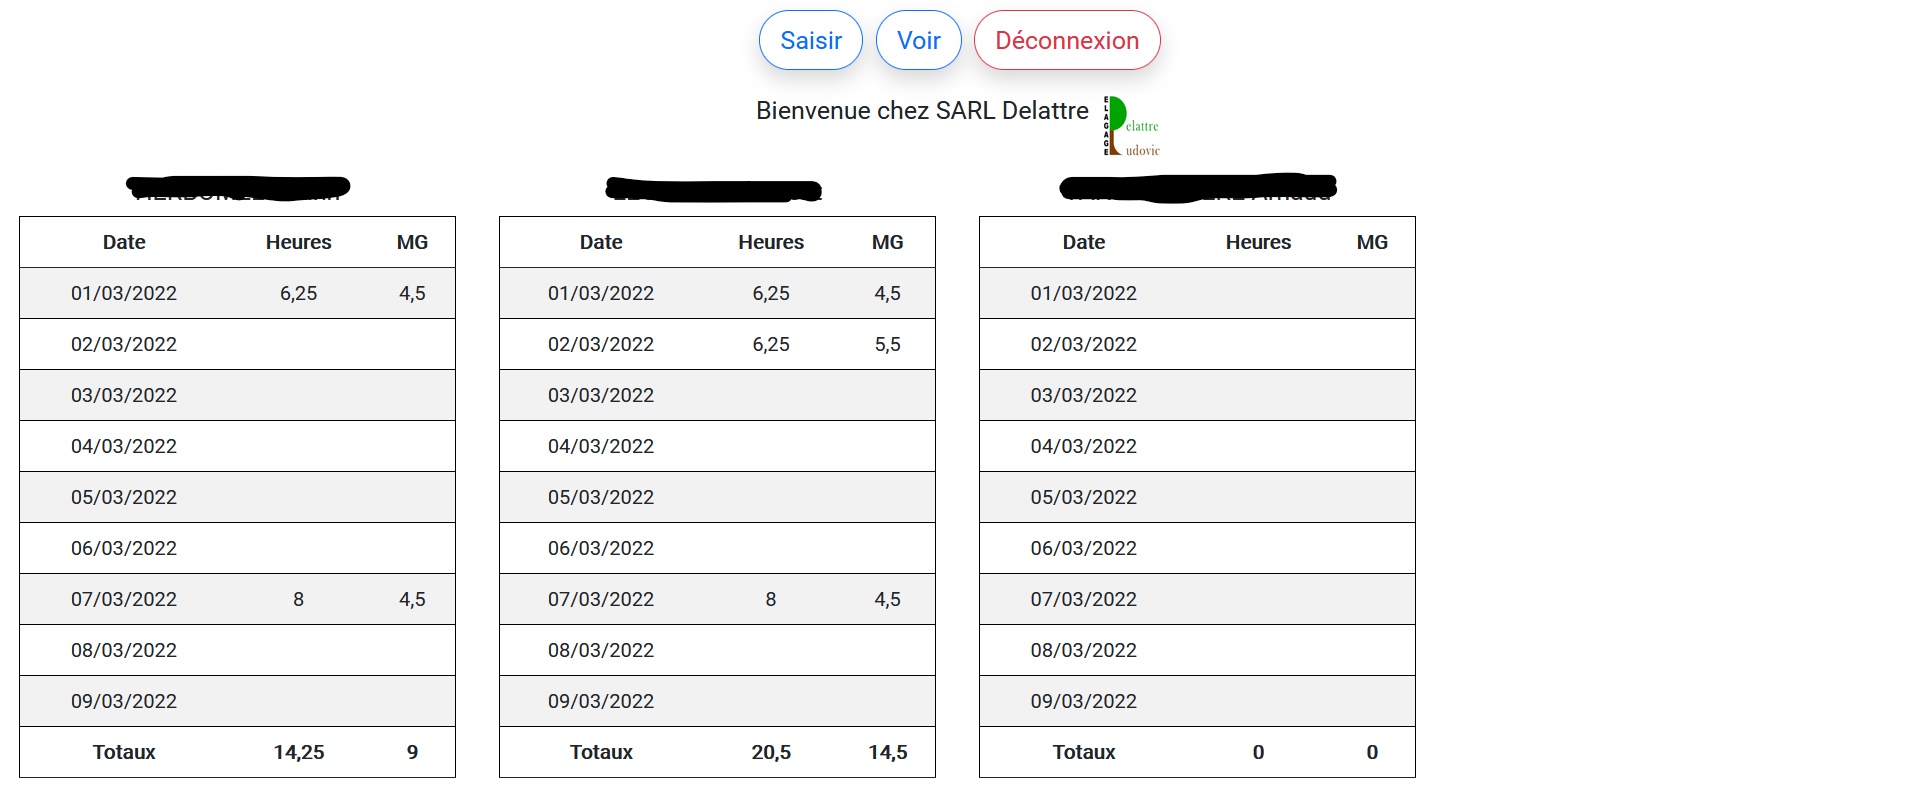 Saisir Voir Déconnexion
Bienvenue chez SARL Delattre
ELAGAGE
Delattre
Ludovic
Date Heures MG
01/03/2022 6,25 4,5
02/03/2022
03/03/2022
04/03/2022
05/03/2022
06/03/2022
07/03/2022 8 4,5
08/03/2022
09/03/2022
Totaux 14,25 9
Date Heures MG
01/03/2022 6,25 4,5
02/03/2022 6,25 5,5
03/03/2022
04/03/2022
05/03/2022
06/03/2022
07/03/2022 8 4,5
08/03/2022
09/03/2022
Totaux 20,5 14,5
Date Heures MG
01/03/2022
02/03/2022
03/03/2022
04/03/2022
05/03/2022
06/03/2022
07/03/2022
08/03/2022
09/03/2022
Totaux 0 0